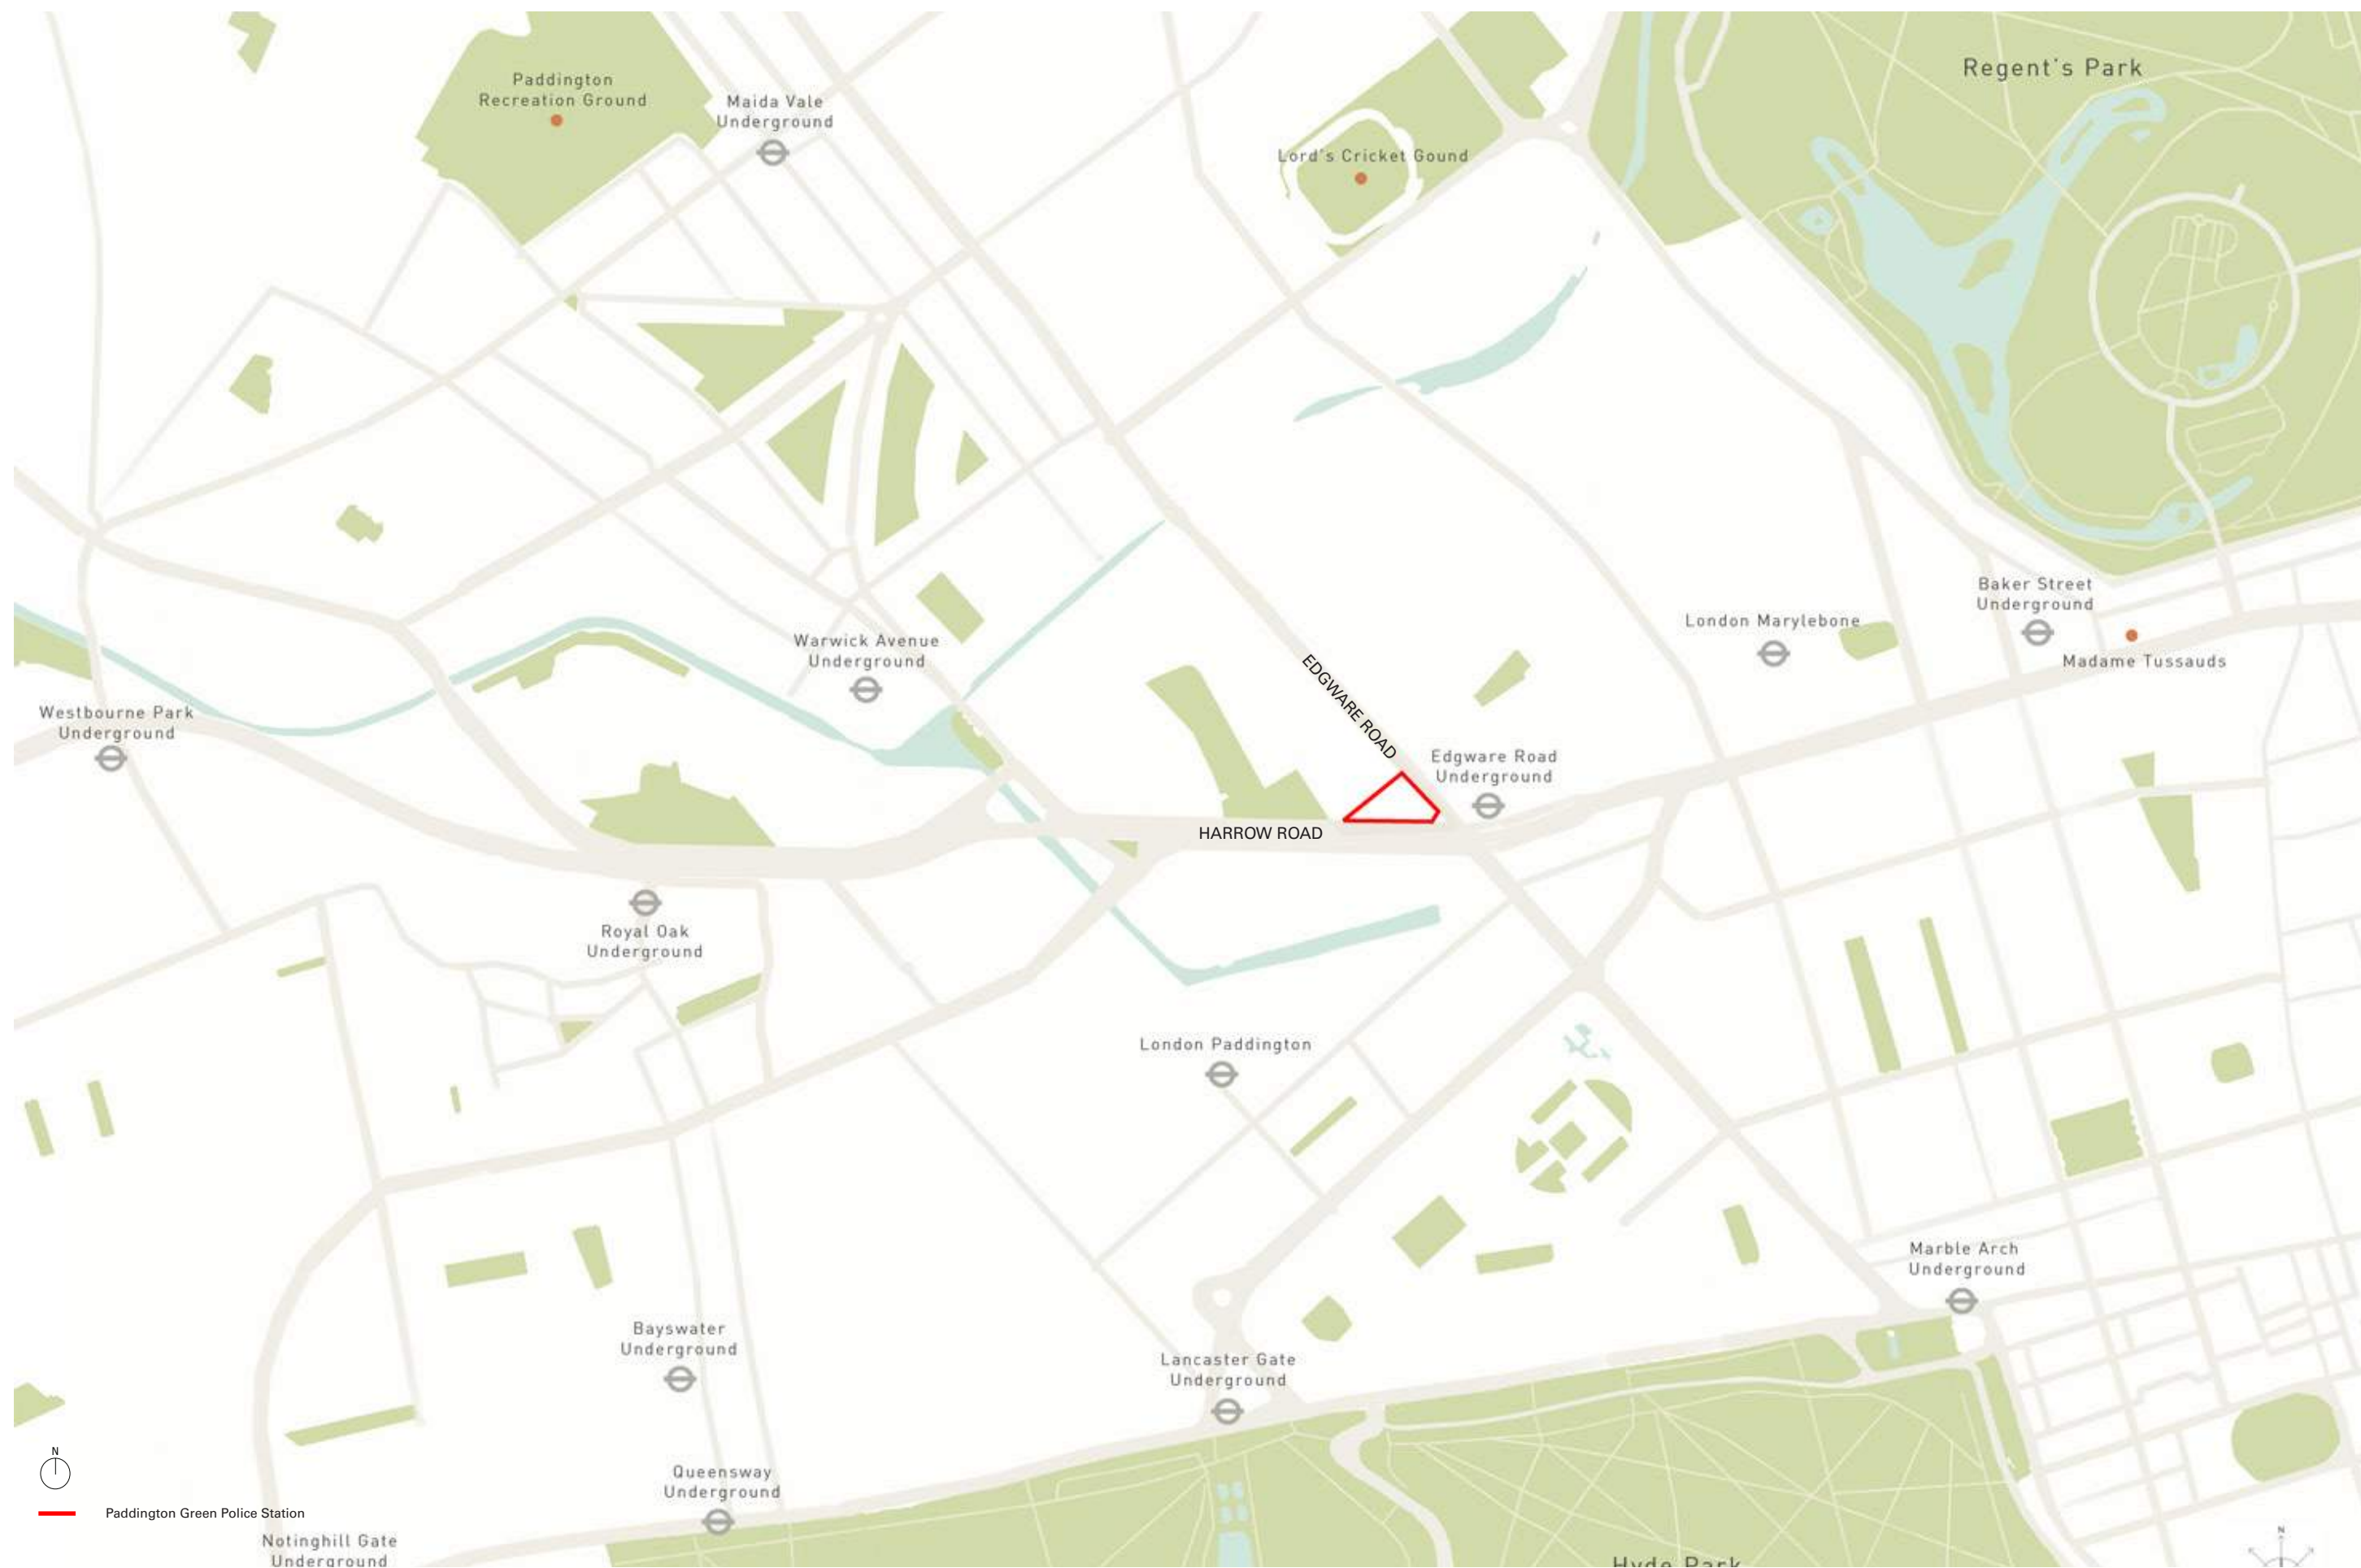 Regent's Park
Paddington
Recreation Ground
Maida Vale
Underground
Lord's Cricket Gound
Baker Street
Underground
London Marylebone
Madame Tussauds
Warwick Avenue
Underground
EDGWARE ROAD
Westbourne Park
Underground
Edgware Road
Underground
HARROW ROAD
Royal Oak
Underground
London Paddington
Marble Arch
Underground
Bayswater
Underground
Lancaster Gate
Underground
Queensway
Underground
N
Paddington Green Police Station
Notinghill Gate
Underground
N
Hyde Park